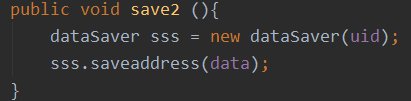 public void save2 (){
    dataSaver sss = new dataSaver(uid);
    sss.saveaddress(data);
}